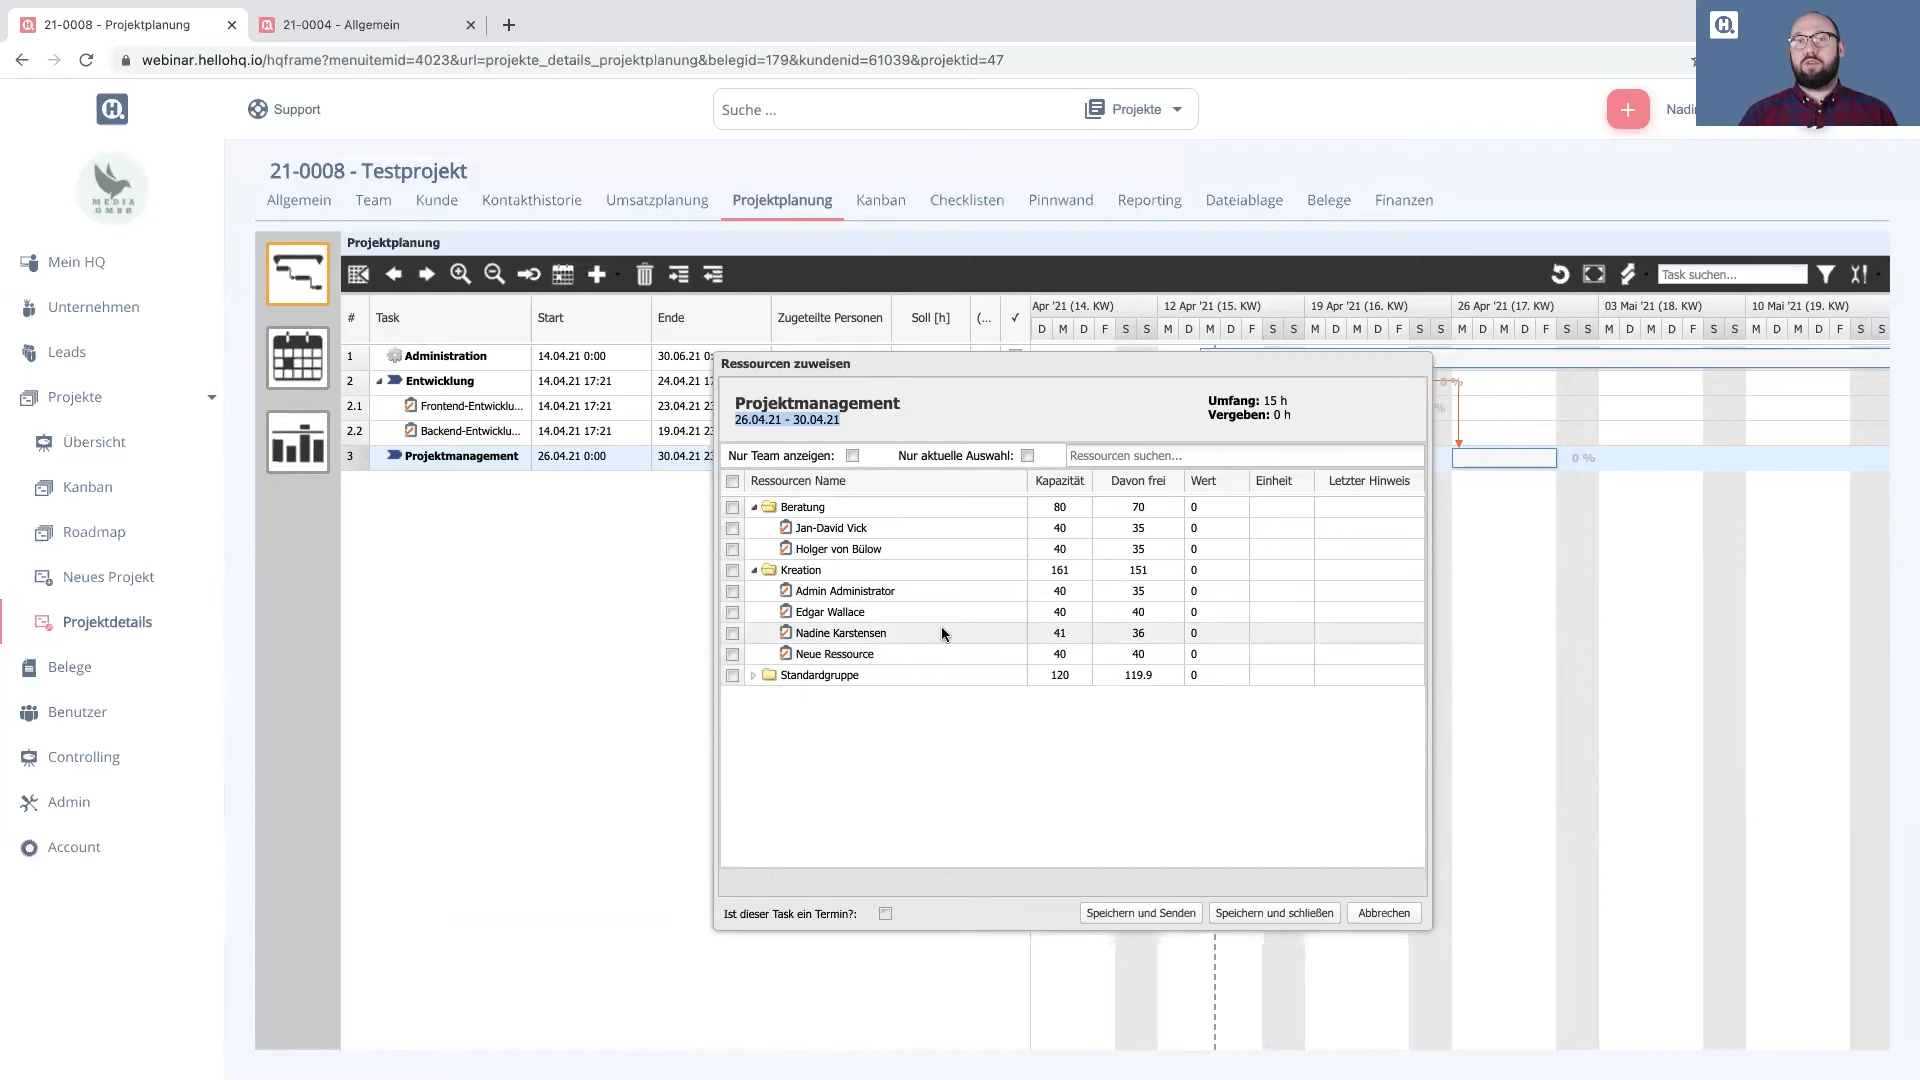 21-0008 - Projektplanung
21-0004 - Allgemein
webinar.hellohq.io/hqframe?menuitemid=4023&url=projekte_details_projektplanung&belegid=179&kundenid=61039&projektid=47
Support
Suche ...
Projekte
MEDIA
GMBH
21-0008 - Testprojekt
Allgemein Team Kunde Kontakthistorie Umsatzplanung Projektplanung Kanban Checklisten Pinnwand Reporting Dateiablage Belege Finanzen
Mein HQ
Unternehmen
Leads
Projekte
Übersicht
Kanban
Roadmap
Neues Projekt
Projektdetails
Belege
Benutzer
Controlling
Admin
Account
Projektplanung
Task suchen...
# Task Start Ende Zugeteilte Personen Soll [h] (... ✓
Apr '21 (14. KW) 12 Apr '21 (15. KW) 19 Apr '21 (16. KW) 26 Apr '21 (17. KW) 03 Mai '21 (18. KW) 10 Mai '21 (19. KW)
D M D F S S M D M D F S S M D M D F S S M D M D F S S M D M D F S S M D M D F S S
1 Administration 14.04.21 0:00 30.06.21 0:
2 Entwicklung 14.04.21 17:21 24.04.21 17
2.1 Frontend-Entwicklu... 14.04.21 17:21 23.04.21 23
2.2 Backend-Entwicklu... 14.04.21 17:21 19.04.21 23
3 Projektmanagement 26.04.21 0:00 30.04.21 23
0 %
Ressourcen zuweisen
Projektmanagement
26.04.21 - 30.04.21
Umfang: 15 h
Vergeben: 0 h
Nur Team anzeigen: Nur aktuelle Auswahl: Ressourcen suchen...
Ressourcen Name Kapazität Davon frei Wert Einheit Letzter Hinweis
Beratung 80 70 0
Jan-David Vick 40 35 0
Holger von Bülow 40 35 0
Kreation 161 151 0
Admin Administrator 40 35 0
Edgar Wallace 40 40 0
Nadine Karstensen 41 36 0
Neue Ressource 40 40 0
Standardgruppe 120 119.9 0
Ist dieser Task ein Termin?:
Speichern und Senden Speichern und schließen Abbrechen